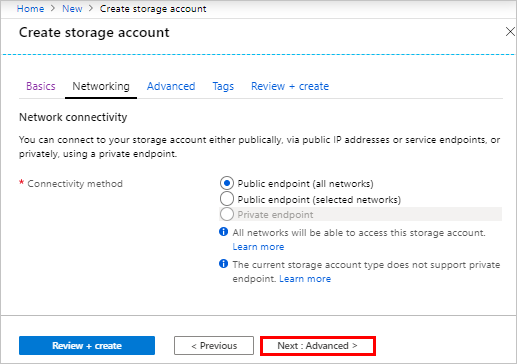 Home > New > Create storage account
Create storage account
Basics Networking Advanced Tags Review + create
Network connectivity
You can connect to your storage account either publically, via public IP addresses or service endpoints, or
privately, using a private endpoint.
* Connectivity method
Public endpoint (all networks)
Public endpoint (selected networks)
Private endpoint
All networks will be able to access this storage account.
Learn more
The current storage account type does not support private
endpoint. Learn more
Review + create
< Previous
Next : Advanced >